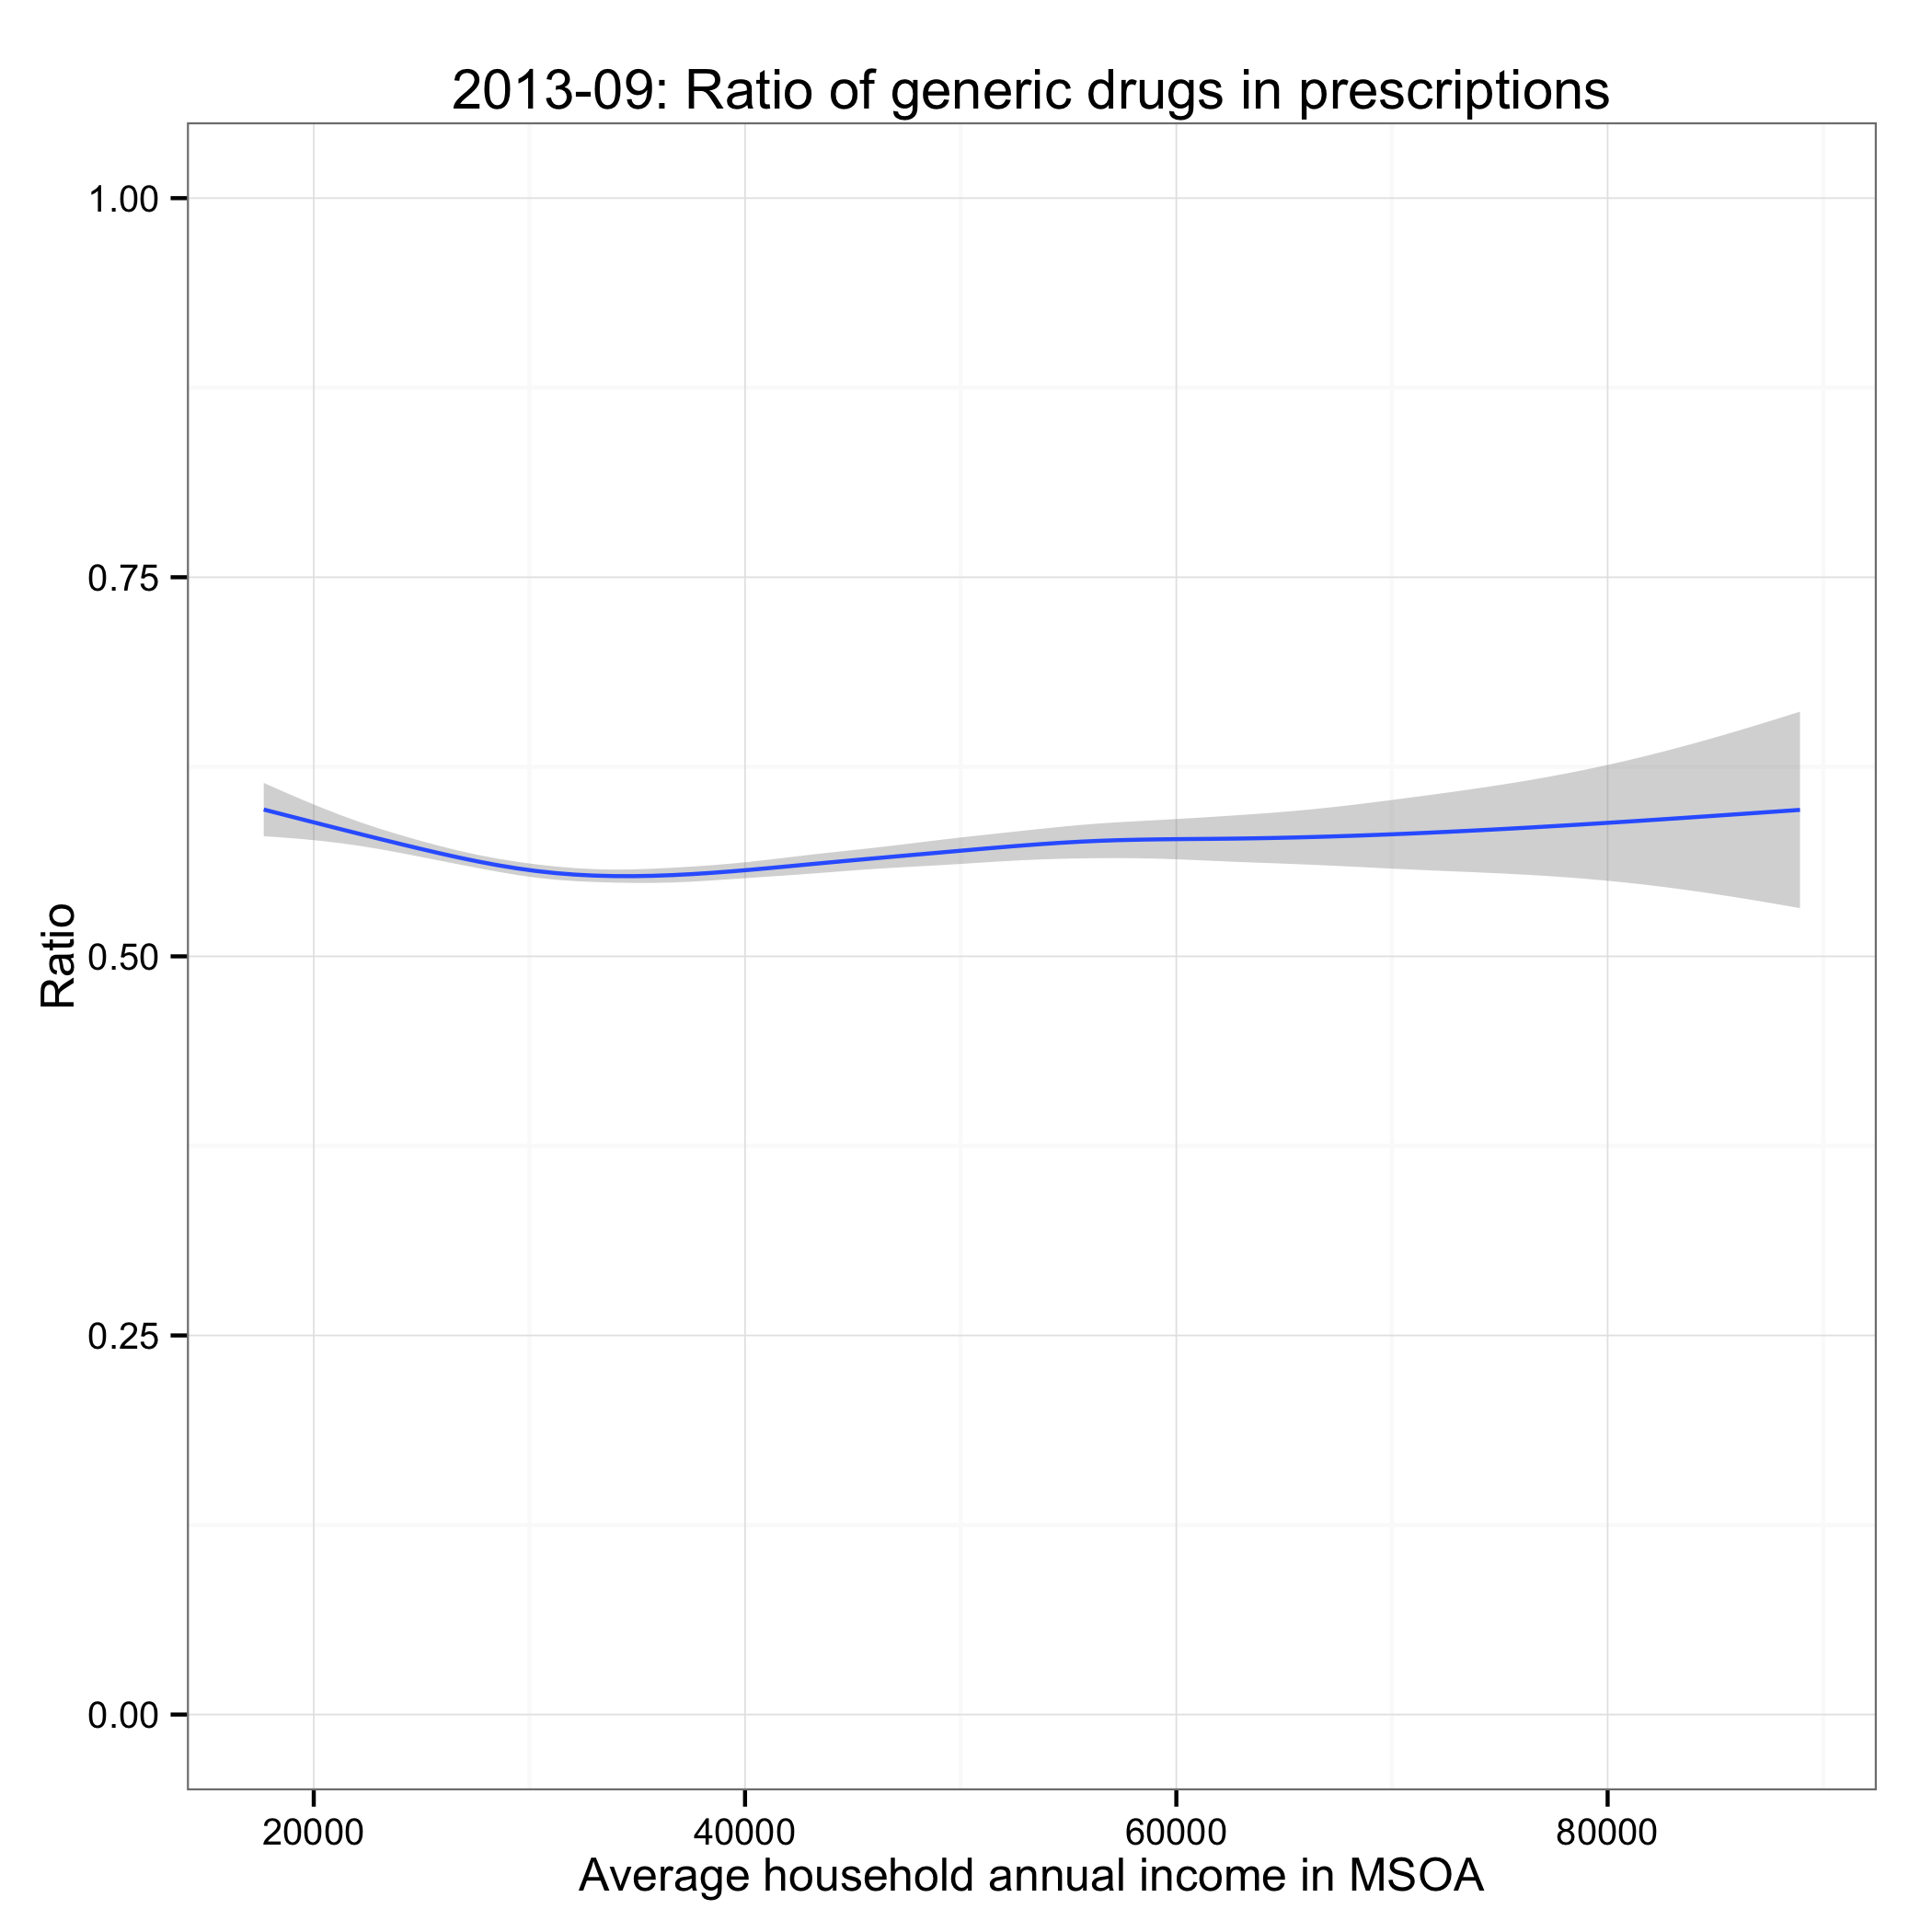 2013-09: Ratio of generic drugs in prescriptions
1.00
0.75
0.50
0.25
0.00
Ratio
20000 40000 60000 80000
Average household annual income in MSOA